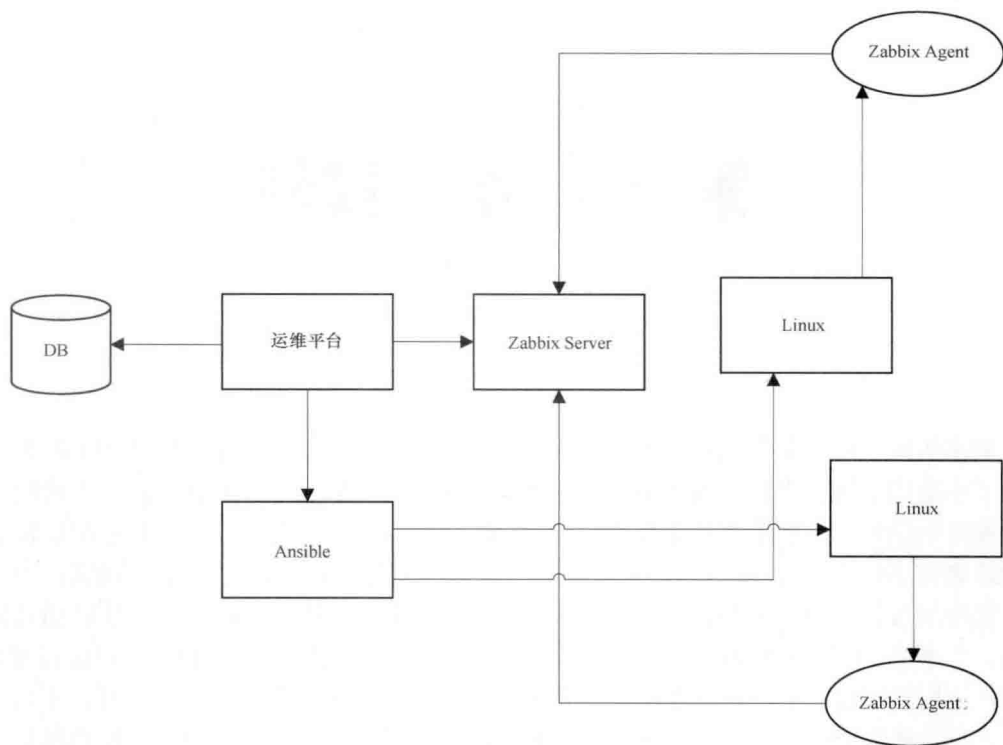 Zabbix Agent
DB
运维平台
Zabbix Server
Linux
Linux
Ansible
Zabbix Agent